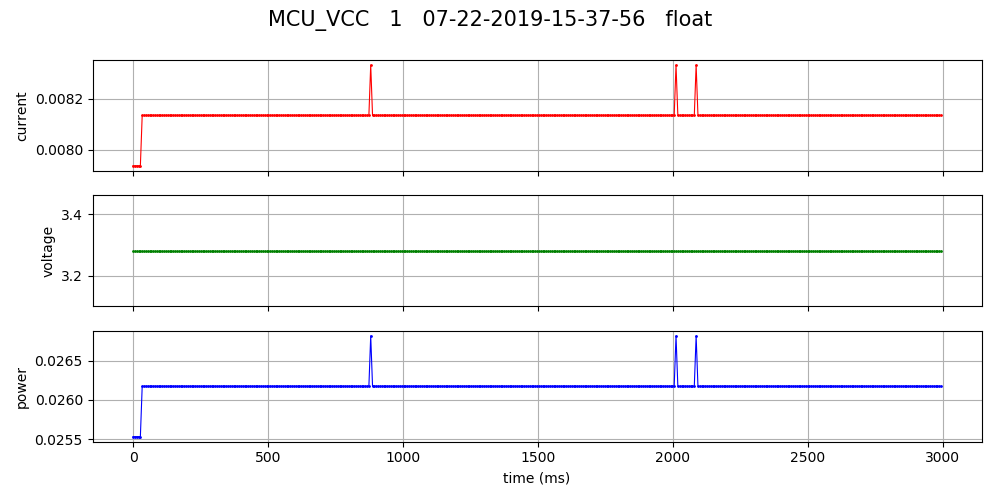 MCU_VCC 1 07-22-2019-15-37-56 float
current
0.0082
0.0080
voltage
3.4
3.2
power
0.0265
0.0260
0.0255
0 500 1000 1500 2000 2500 3000
time (ms)